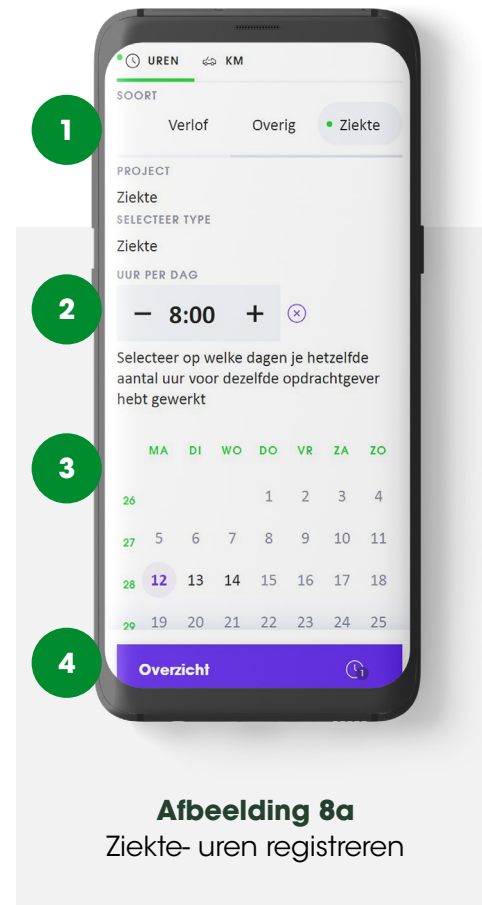 UREN KM
SOORT
1
Verlof Overig • Ziekte
PROJECT
Ziekte
SELECTEER TYPE
Ziekte
UUR PER DAG
2
− 8:00 +
Selecteer op welke dagen je hetzelfde
aantal uur voor dezelfde opdrachtgever
hebt gewerkt
3
MA DI WO DO VR ZA ZO
26 1 2 3 4
27 5 6 7 8 9 10 11
28 12 13 14 15 16 17 18
29 19 20 21 22 23 24 25
4
Overzicht 1
Afbeelding 8a
Ziekte- uren registreren